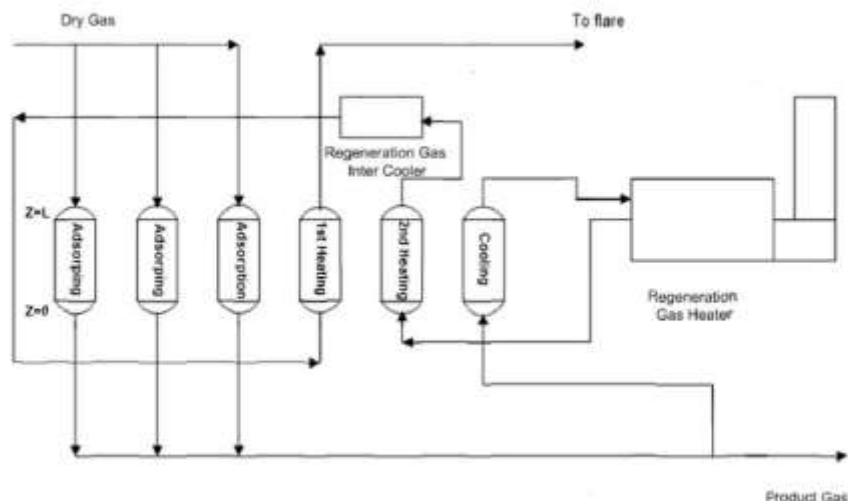 Dry Gas
To flare
Regeneration Gas
Inter Cooler
Z=L
Adsorping
Adsorping
Adsorption
1st Heating
2nd Heating
Cooling
Z=0
Regeneration
Gas Heater
Product Gas